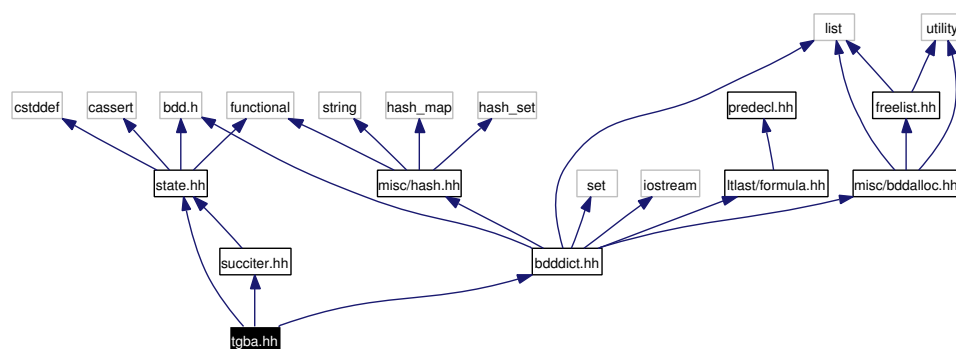 list
utility
cstddef
cassert
bdd.h
functional
string
hash_map
hash_set
predecl.hh
freelist.hh
state.hh
misc/hash.hh
set
iostream
ltlast/formula.hh
misc/bddalloc.hh
succiter.hh
bdddict.hh
tgba.hh